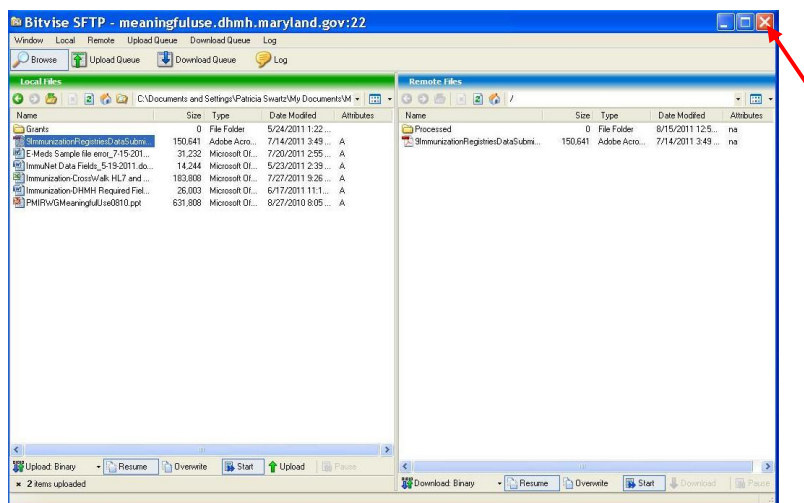 Bitvise SFTP - meaningfuluse.dhmh.maryland.gov:22
Window Local Remote Upload Queue Download Queue Log
Browse Upload Queue Download Queue Log
Local Files
C:\Documents and Settings\Patricia Swartz\My Documents\M
Name Size Type Date Modified Attributes
Grants 0 File Folder 5/24/2011 1:22 ...
9ImmunizationRegistriesDataSubmi... 150,641 Adobe Acro... 7/14/2011 3:49 ... A
E-Meds Sample file error_7-15-201... 31,232 Microsoft Of... 7/20/2011 2:55 ... A
ImmuNet Data Fields_5-19-2011.do... 14,244 Microsoft Of... 5/23/2011 2:39 ... A
Immunization-CrossWalk HL7 and ... 183,808 Microsoft Of... 7/27/2011 9:26 ... A
Immunization-DHMH Required Fiel... 26,003 Microsoft Of... 6/17/2011 11:1... A
PMIRWGMeaningfulUse0810.ppt 631,808 Microsoft Of... 8/27/2010 8:05 ... A
Upload: Binary Resume Overwrite Start Upload Pause
2 items uploaded
Remote Files
/
Name Size Type Date Modified Attributes
Processed 0 File Folder 8/15/2011 12:5... na
9ImmunizationRegistriesDataSubmi... 150,641 Adobe Acro... 7/14/2011 3:49 ... na
Download: Binary Resume Overwrite Start Download Pause